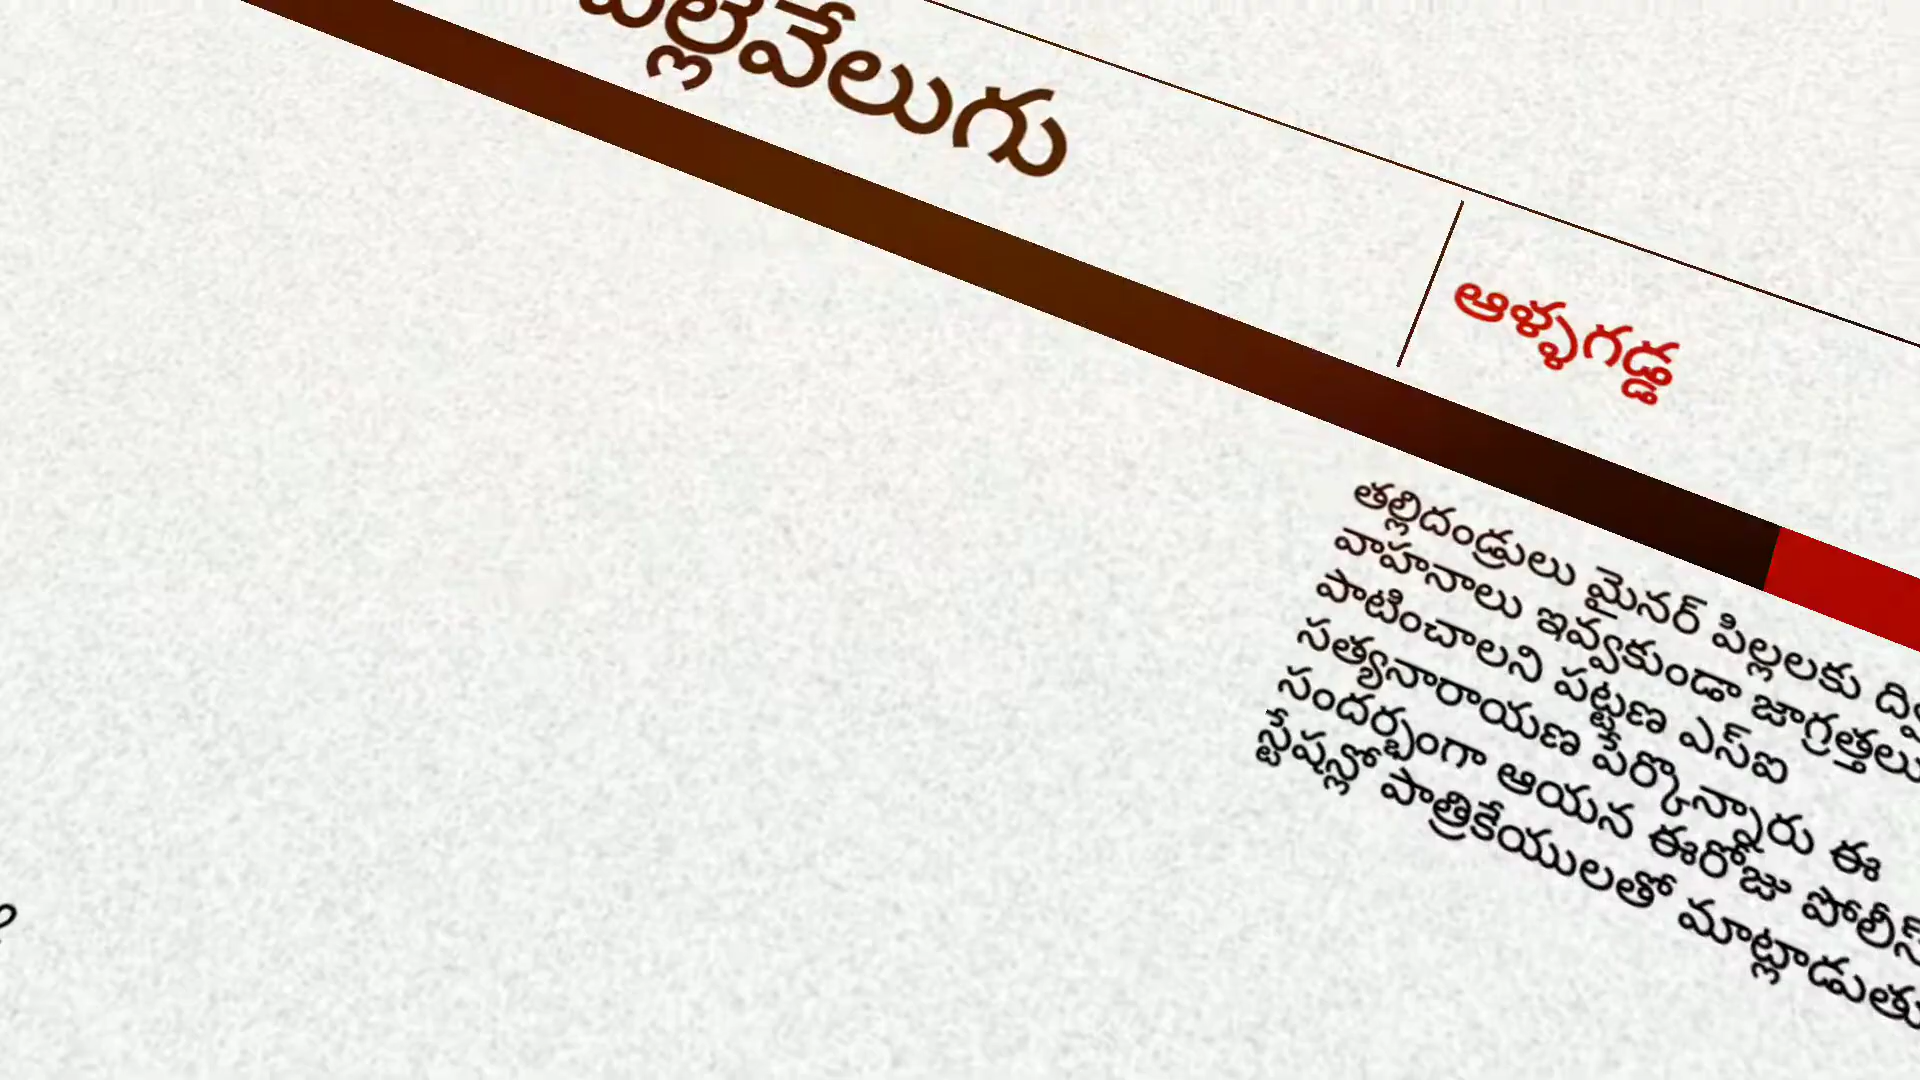 పల్లెవేలుగు
ఆళ్ళగడ్డ
తల్లిదండ్రులు మైనర్ పిల్లలకు
వాహనాలు ఇవ్వకుండా జాగ్రత్తలు
పాటించాలని పట్టణ ఎస్ఐ
సత్యనారాయణ పేర్కొన్నారు ఈ
సందర్భంగా ఆయన ఈరోజు పోలీస్
స్టేషన్లో పాత్రికేయులతో మాట్లాడుతు